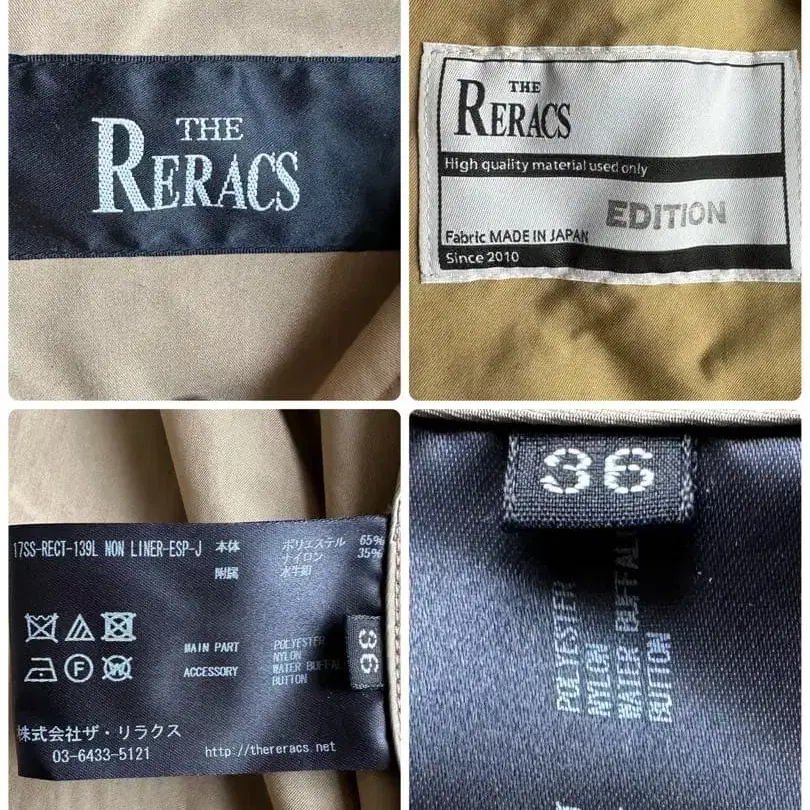 THE
RERACS
THE
RERACS
High quality material used only
EDITION
Fabric MADE IN JAPAN
Since 2010
17SS-RECT-139L NON LINER-ESP-J 本体 ポリエステル 65%
ナイロン 35%
附属 水牛釦
MAIN PART POLYESTER
NYLON
ACCESSORY WATER BUFFAL
BUTTON
36
株式会社ザ・リラクス
03-6433-5121 http://thereracs.net
36
POLYESTER
NYLON
WATER BUFFAL
BUTTON